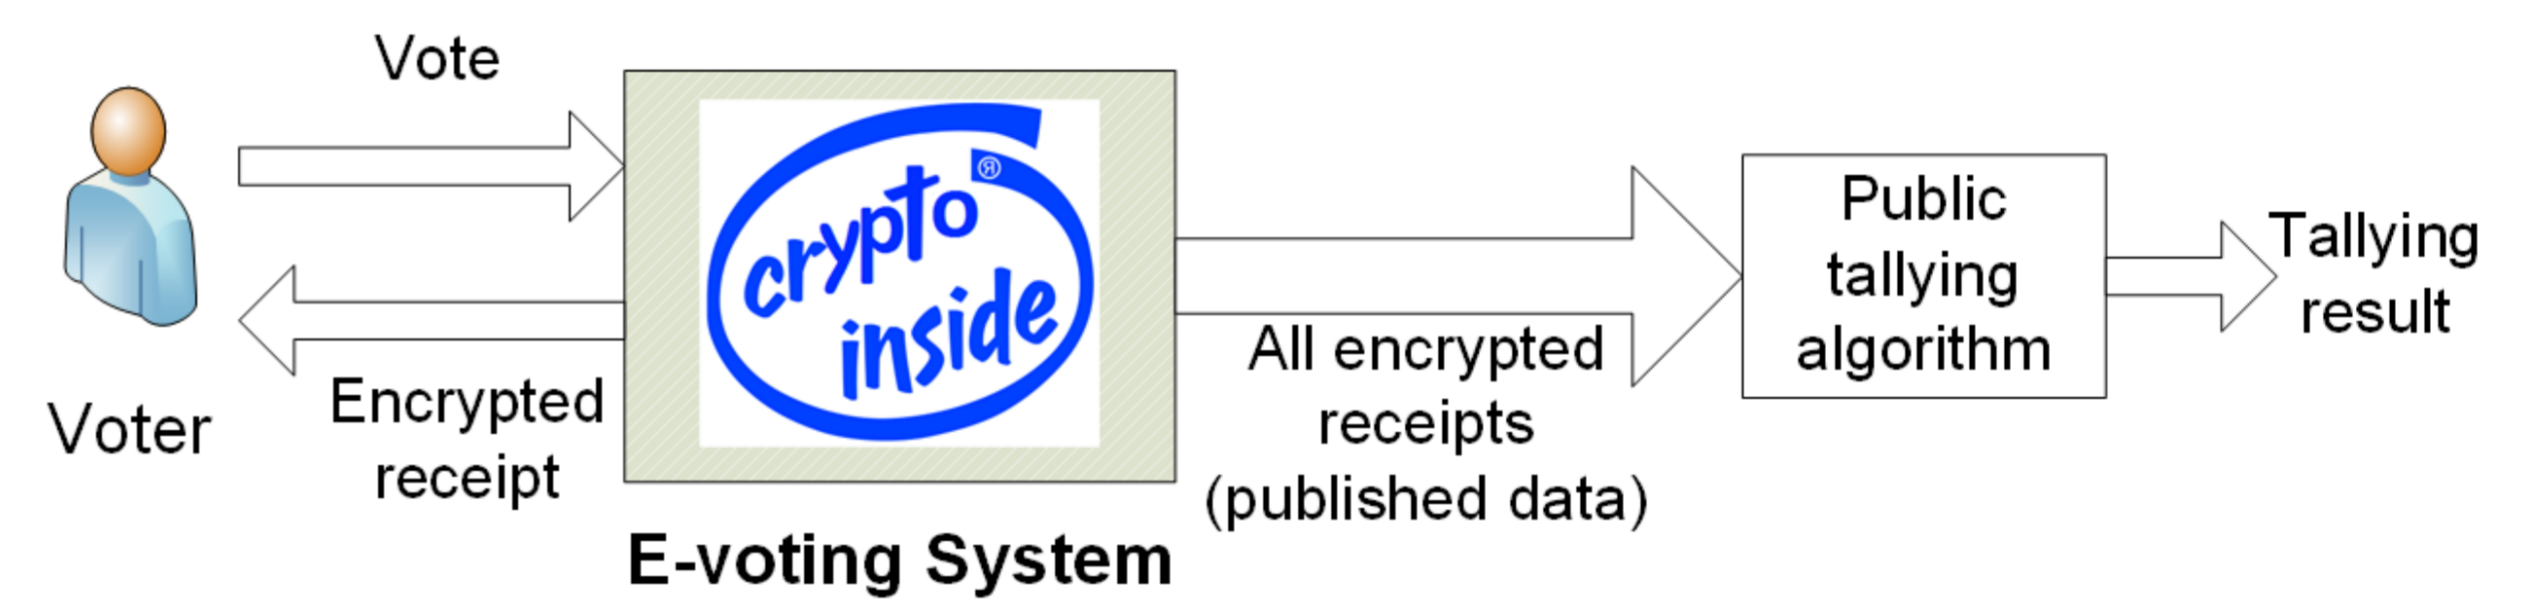 Vote
Voter
Encrypted
receipt
crypto®
inside
E-voting System
All encrypted
receipts
(published data)
Public
tallying
algorithm
Tallying
result